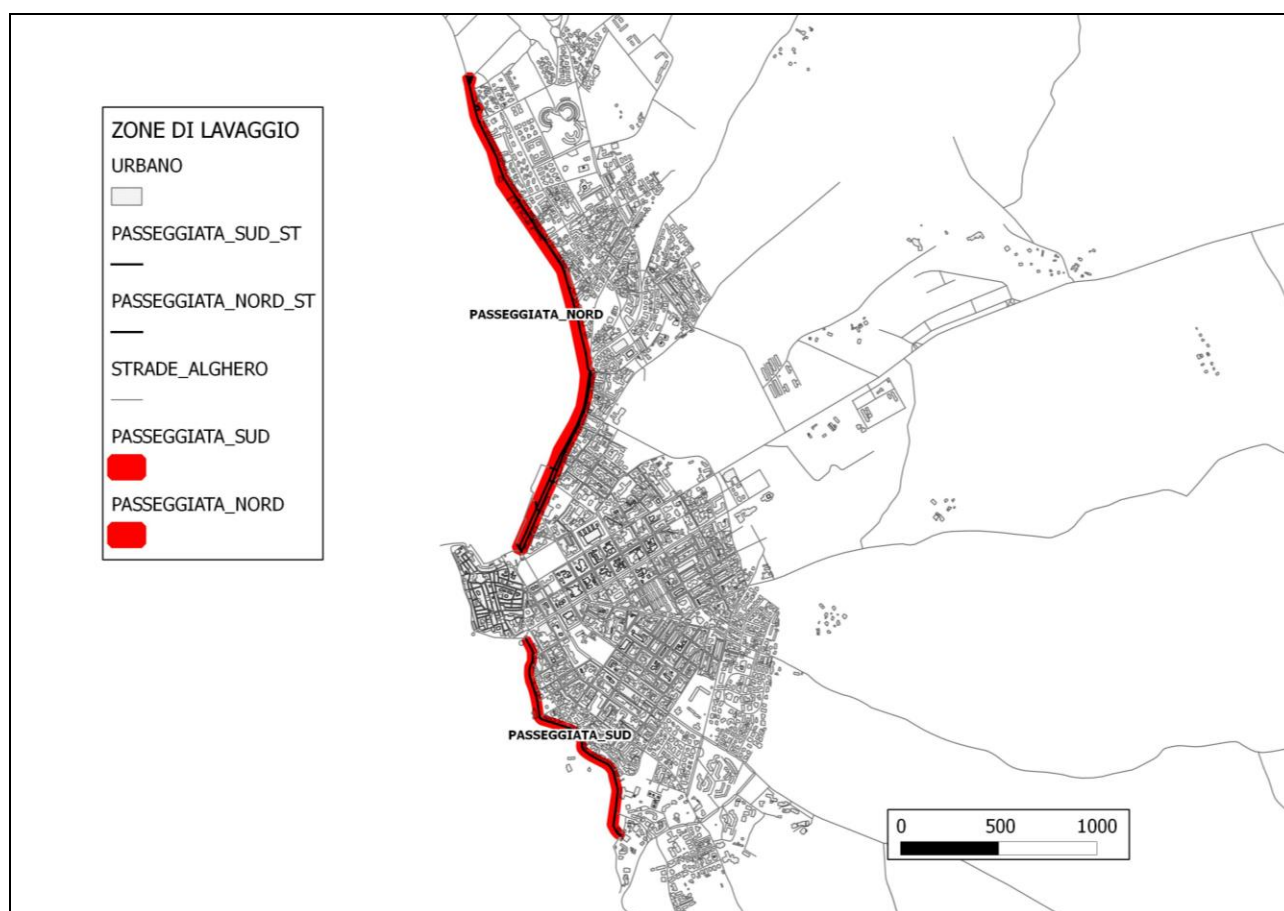 ZONE DI LAVAGGIO
URBANO
PASSEGGIATA_SUD_ST
PASSEGGIATA_NORD_ST
STRADE_ALGHERO
PASSEGGIATA_SUD
PASSEGGIATA_NORD
PASSEGGIATA_NORD
PASSEGGIATA_SUD
0 500 1000